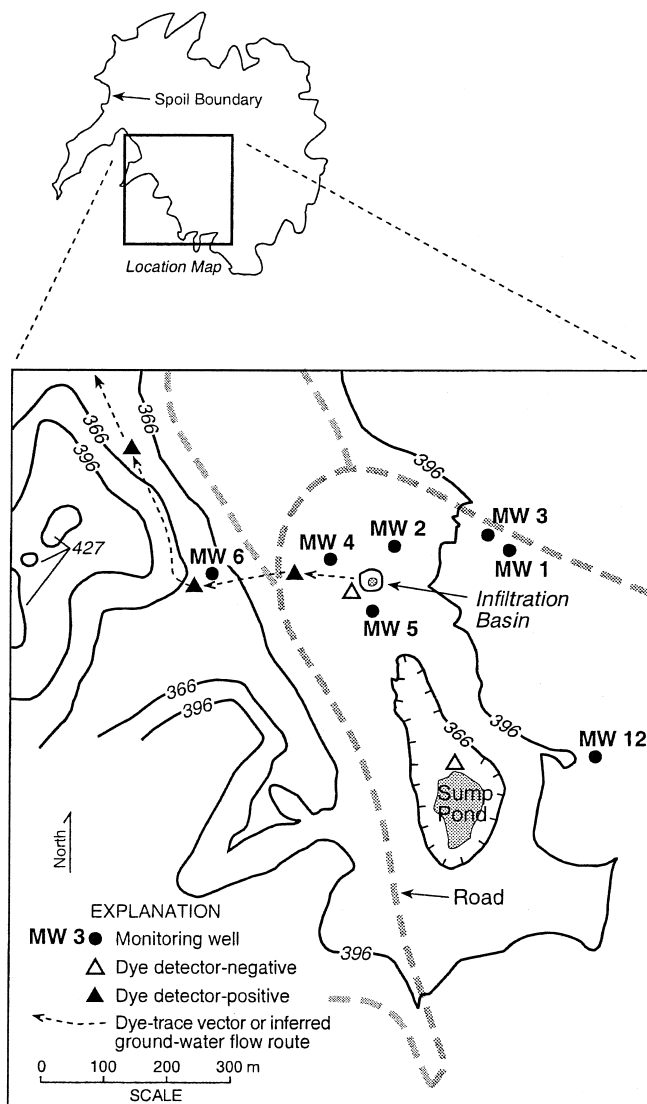 Spoil Boundary
Location Map
366
396
366
396
427
MW 6
MW 4
MW 2
MW 3
MW 1
Infiltration
Basin
MW 5
366
396
366
396
MW 12
Sump
Pond
North
Road
396
EXPLANATION
MW 3 Monitoring well
Dye detector-negative
Dye detector-positive
Dye-trace vector or inferred
ground-water flow route
0 100 200 300 m
SCALE